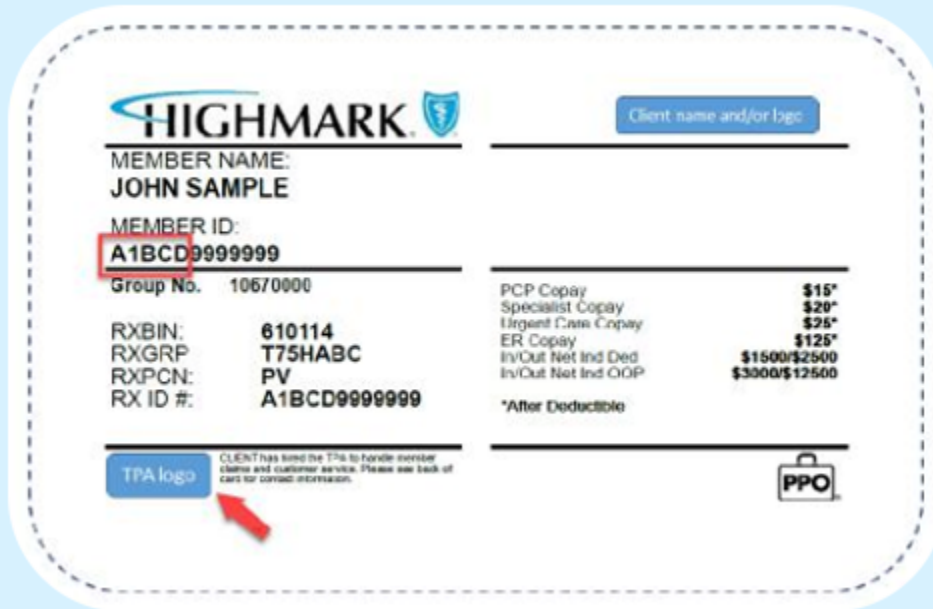 HIGHMARK
Client name and/or logo
MEMBER NAME:
JOHN SAMPLE
MEMBER ID:
A1BCD9999999
Group No. 10670000
RXBIN: 610114
RXGRP T75HABC
RXPCN: PV
RX ID #: A1BCD9999999
PCP Copay $15*
Specialist Copay $20*
Urgent Care Copay $25*
ER Copay $125*
In/Out Net Ind Ded $1500/$2500
In/Out Net Ind OOP $3000/$12500
*After Deductible
TPA logo
CLIENT has hired the TPA to handle member
claims and customer service. Please see back of
card for contact information.
PPO